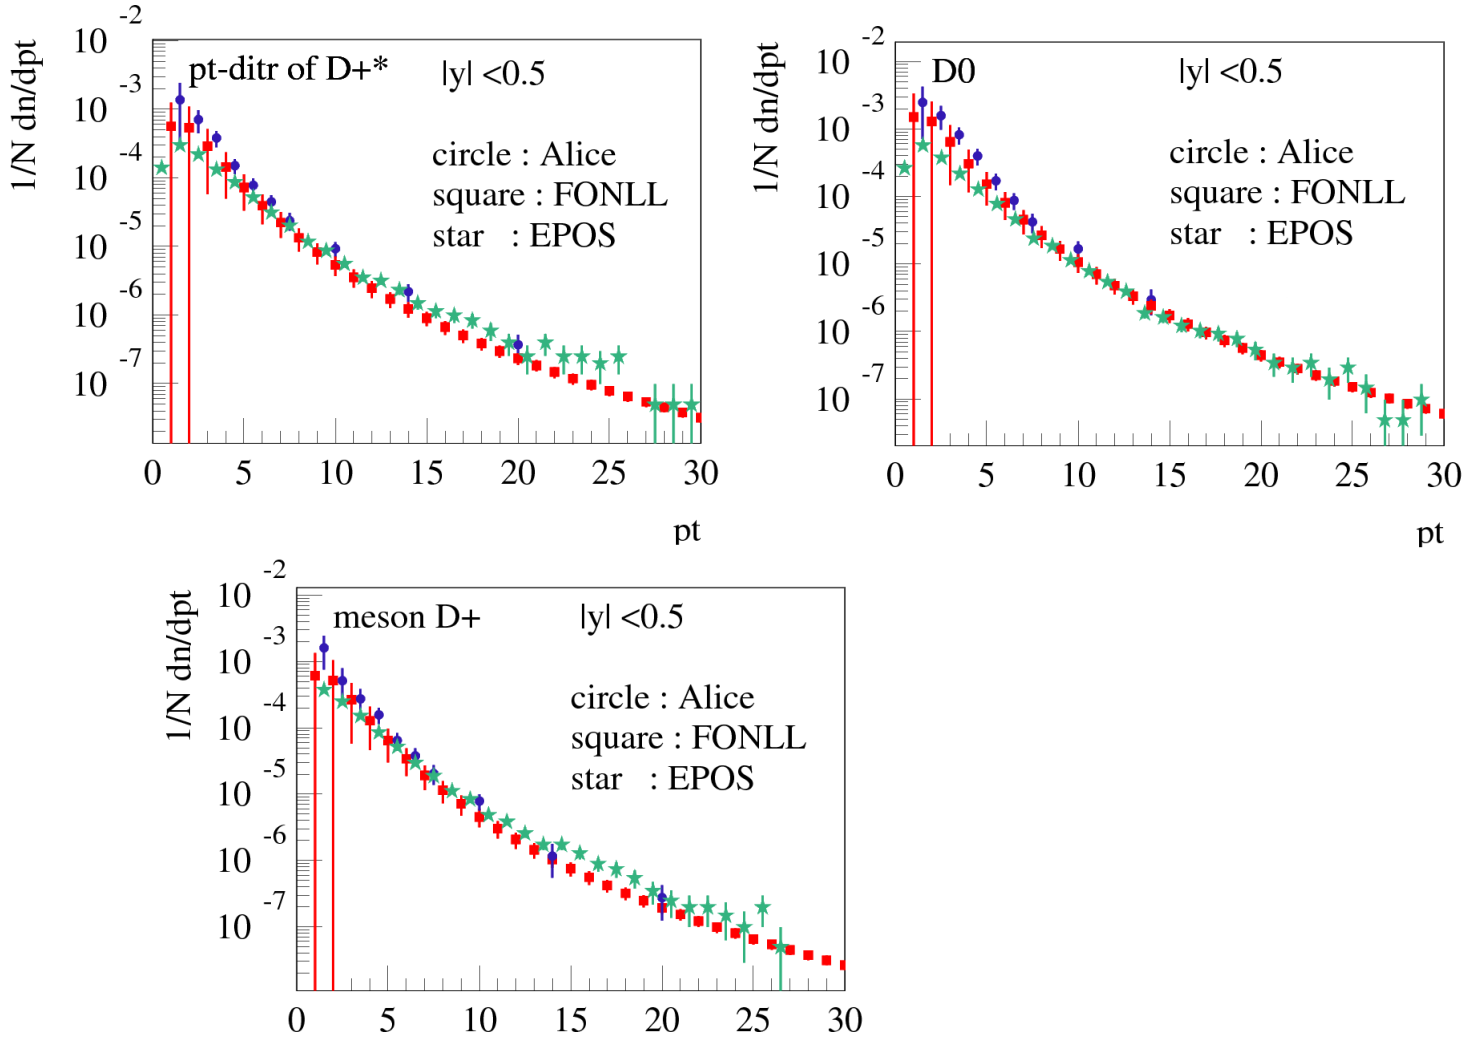 1/N dn/dpt
10 -2
10 -3
10 -4
10 -5
10 -6
10 -7
pt-ditr of D+*
|y| <0.5
circle : Alice
square : FONLL
star : EPOS
0 5 10 15 20 25 30
pt
1/N dn/dpt
10 -2
10 -3
10 -4
10 -5
10 -6
10 -7
D0
|y| <0.5
circle : Alice
square : FONLL
star : EPOS
0 5 10 15 20 25 30
pt
1/N dn/dpt
10 -2
10 -3
10 -4
10 -5
10 -6
10 -7
meson D+
|y| <0.5
circle : Alice
square : FONLL
star : EPOS
0 5 10 15 20 25 30